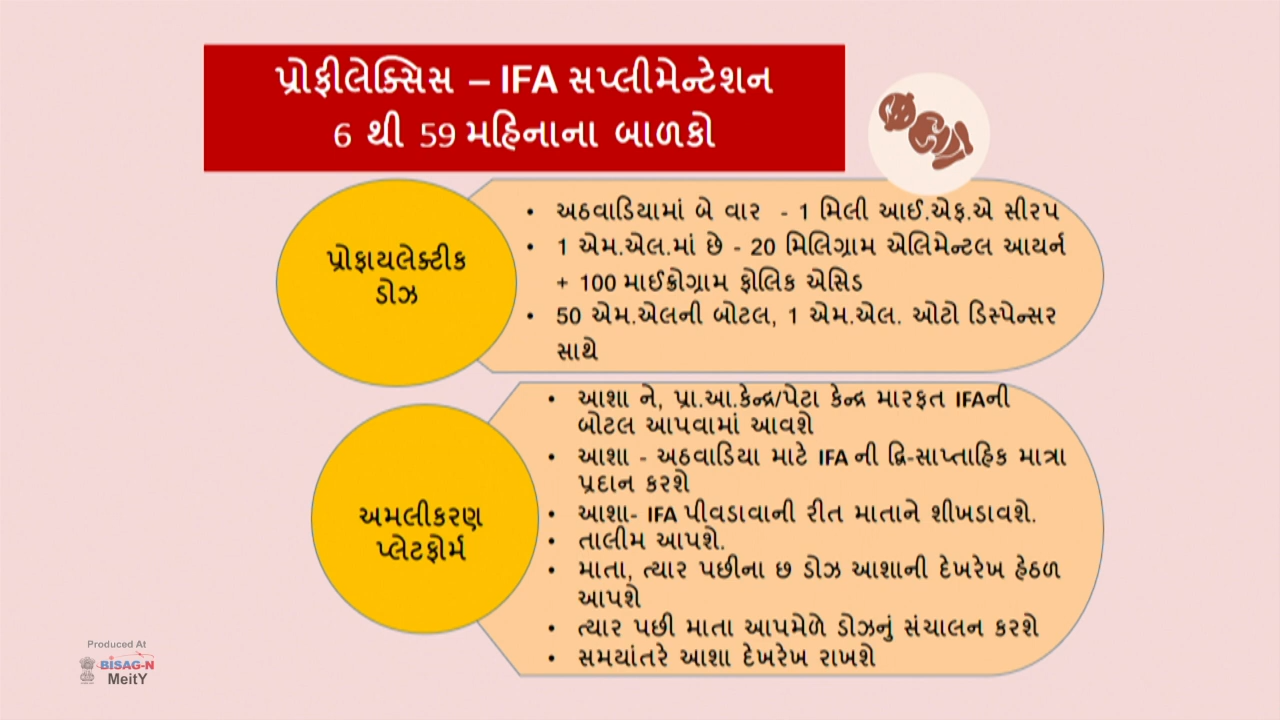 પ્રોફીલેક્સિસ – IFA સપ્લીમેન્ટેશન
6 થી 59 મહિનાના બાળકો
પ્રોફાયલેક્ટીક
ડોઝ
• અઠવાડિયામાં બે વાર - 1 મિલી આઈ.એફ.એ સીરપ
• 1 એમ.એલ.માં છે - 20 મિલિગ્રામ એલિમેન્ટલ આયર્ન
+ 100 માઈક્રોગ્રામ ફોલિક એસિડ
• 50 એમ.એલની બોટલ, 1 એમ.એલ. ઓટો ડિસ્પેન્સર
સાથે
અમલીકરણ
પ્લેટફોર્મ
• આશા ને, પ્રા.આ.કેન્દ્ર/પેટા કેન્દ્ર મારફત IFAની
બોટલ આપવામાં આવશે
• આશા - અઠવાડિયા માટે IFA ની દ્વિ-સાપ્તાહિક માત્રા
પ્રદાન કરશે
• આશા- IFA પીવડાવાની રીત માતાને શીખડાવશે.
• તાલીમ આપશે.
• માતા, ત્યાર પછીના છ ડોઝ આશાની દેખરેખ હેઠળ
આપશે
• ત્યાર પછી માતા આપમેળે ડોઝનું સંચાલન કરશે
• સમયાંતરે આશા દેખરેખ રાખશે
Produced At
BISAG-N
MeitY